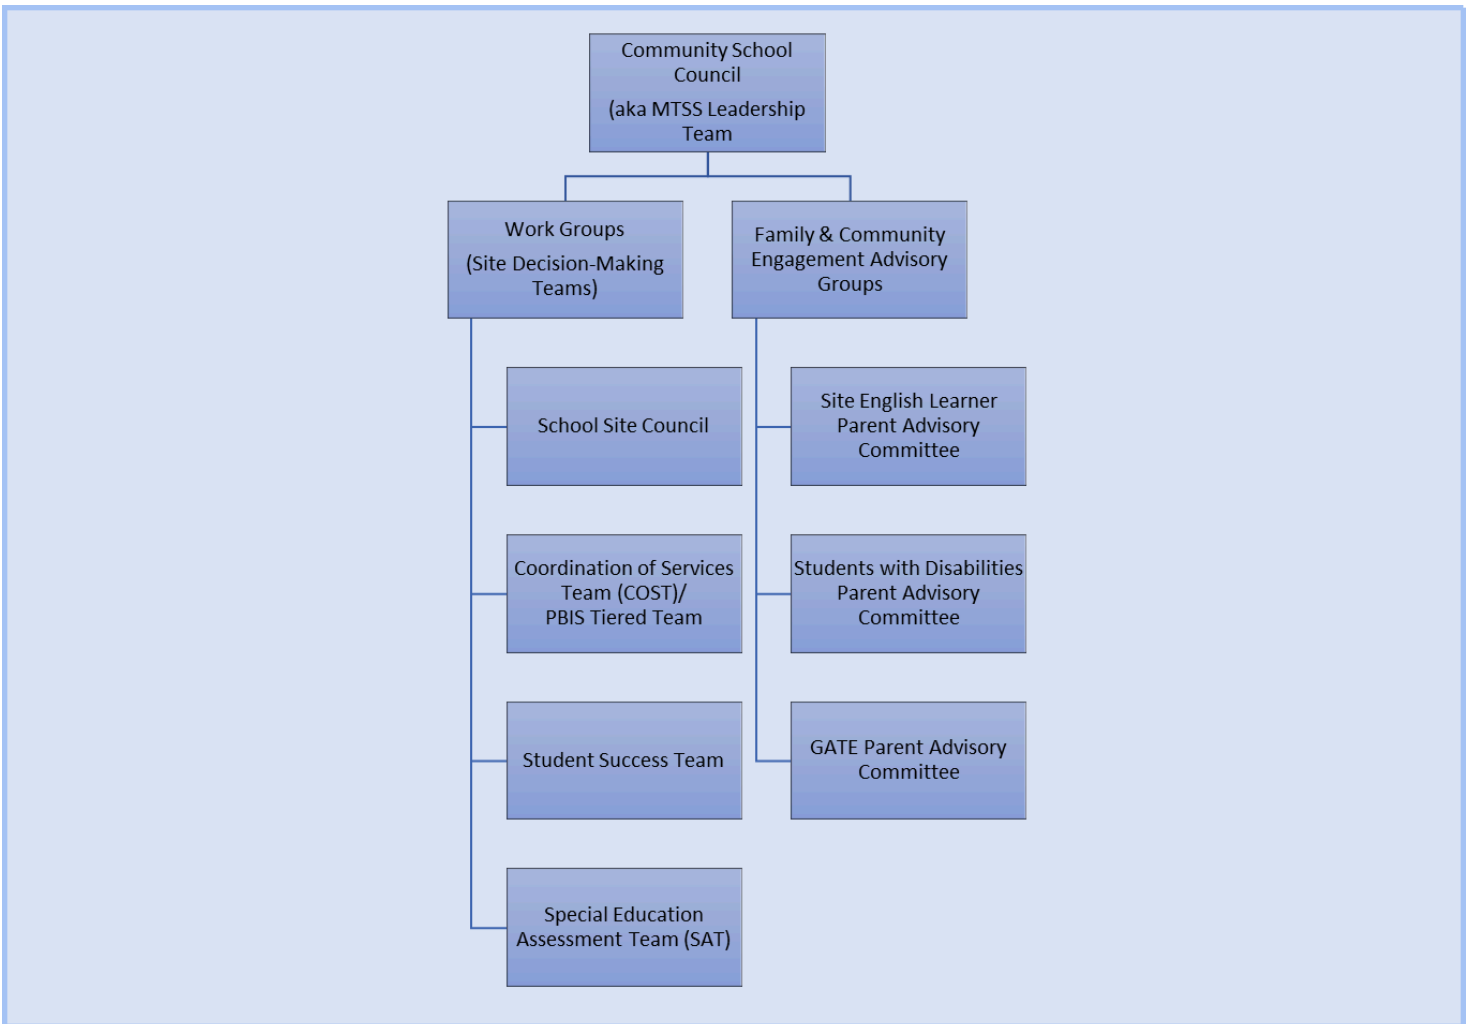 Community School
Council
(aka MTSS Leadership
Team
Work Groups
(Site Decision-Making
Teams)
Family & Community
Engagement Advisory
Groups
School Site Council
Coordination of Services
Team (COST)/
PBIS Tiered Team
Student Success Team
Special Education
Assessment Team (SAT)
Site English Learner
Parent Advisory
Committee
Students with Disabilities
Parent Advisory
Committee
GATE Parent Advisory
Committee